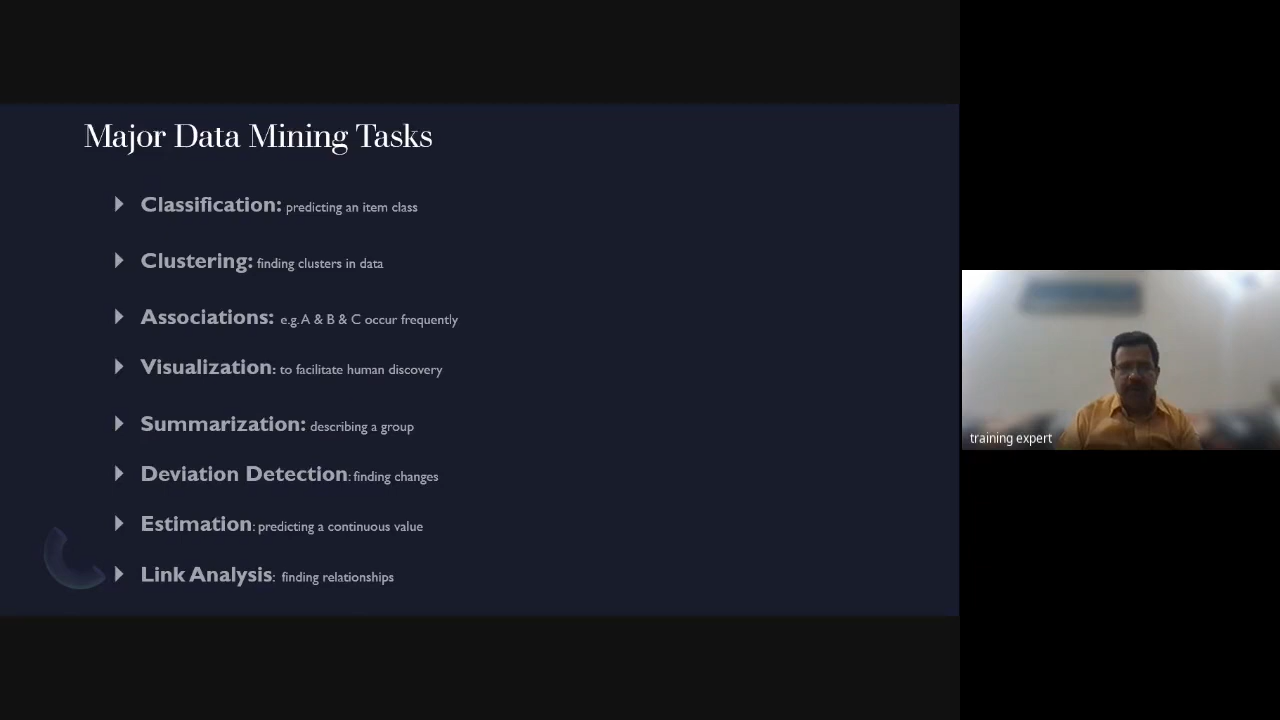 Major Data Mining Tasks
Classification: predicting an item class
Clustering: finding clusters in data
Associations: e.g. A & B & C occur frequently
Visualization: to facilitate human discovery
Summarization: describing a group
Deviation Detection: finding changes
Estimation: predicting a continuous value
Link Analysis: finding relationships
training expert